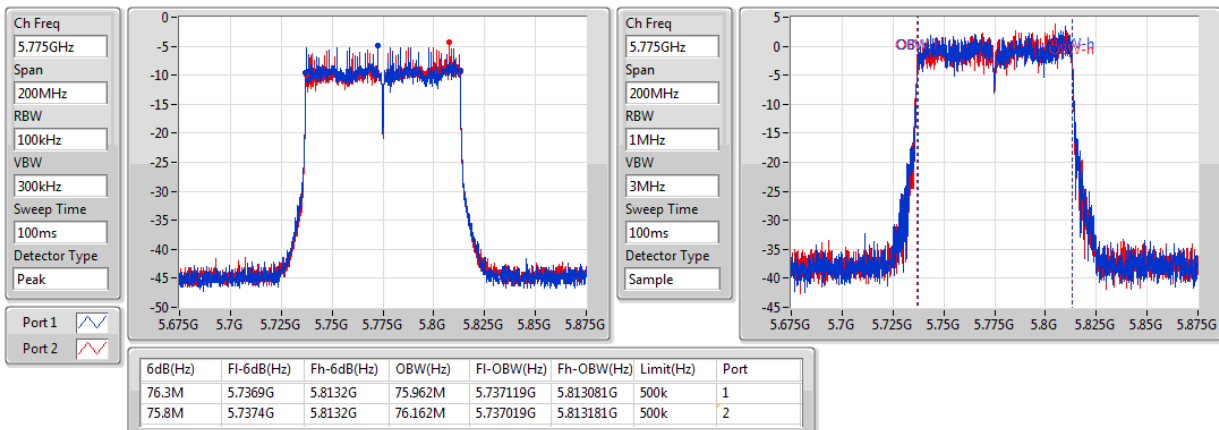 Ch Freq
5.775GHz
Span
200MHz
RBW
100kHz
VBW
300kHz
Sweep Time
100ms
Detector Type
Peak
Port 1
Port 2
-0
-5
-10
-15
-20
-25
-30
-35
-40
-45
-50
5.675G 5.7G 5.725G 5.75G 5.775G 5.8G 5.825G 5.85G 5.875G
Ch Freq
5.775GHz
Span
200MHz
RBW
1MHz
VBW
3MHz
Sweep Time
100ms
Detector Type
Sample
5
0
-5
-10
-15
-20
-25
-30
-35
-40
-45
5.675G 5.7G 5.725G 5.75G 5.775G 5.8G 5.825G 5.85G 5.875G
6dB(Hz) Fl-6dB(Hz) Fh-6dB(Hz) OBW(Hz) Fl-OBW(Hz) Fh-OBW(Hz) Limit(Hz) Port
76.3M 5.7369G 5.8132G 75.962M 5.737119G 5.813081G 500k 1
75.8M 5.7374G 5.8132G 76.162M 5.737019G 5.813181G 500k 2